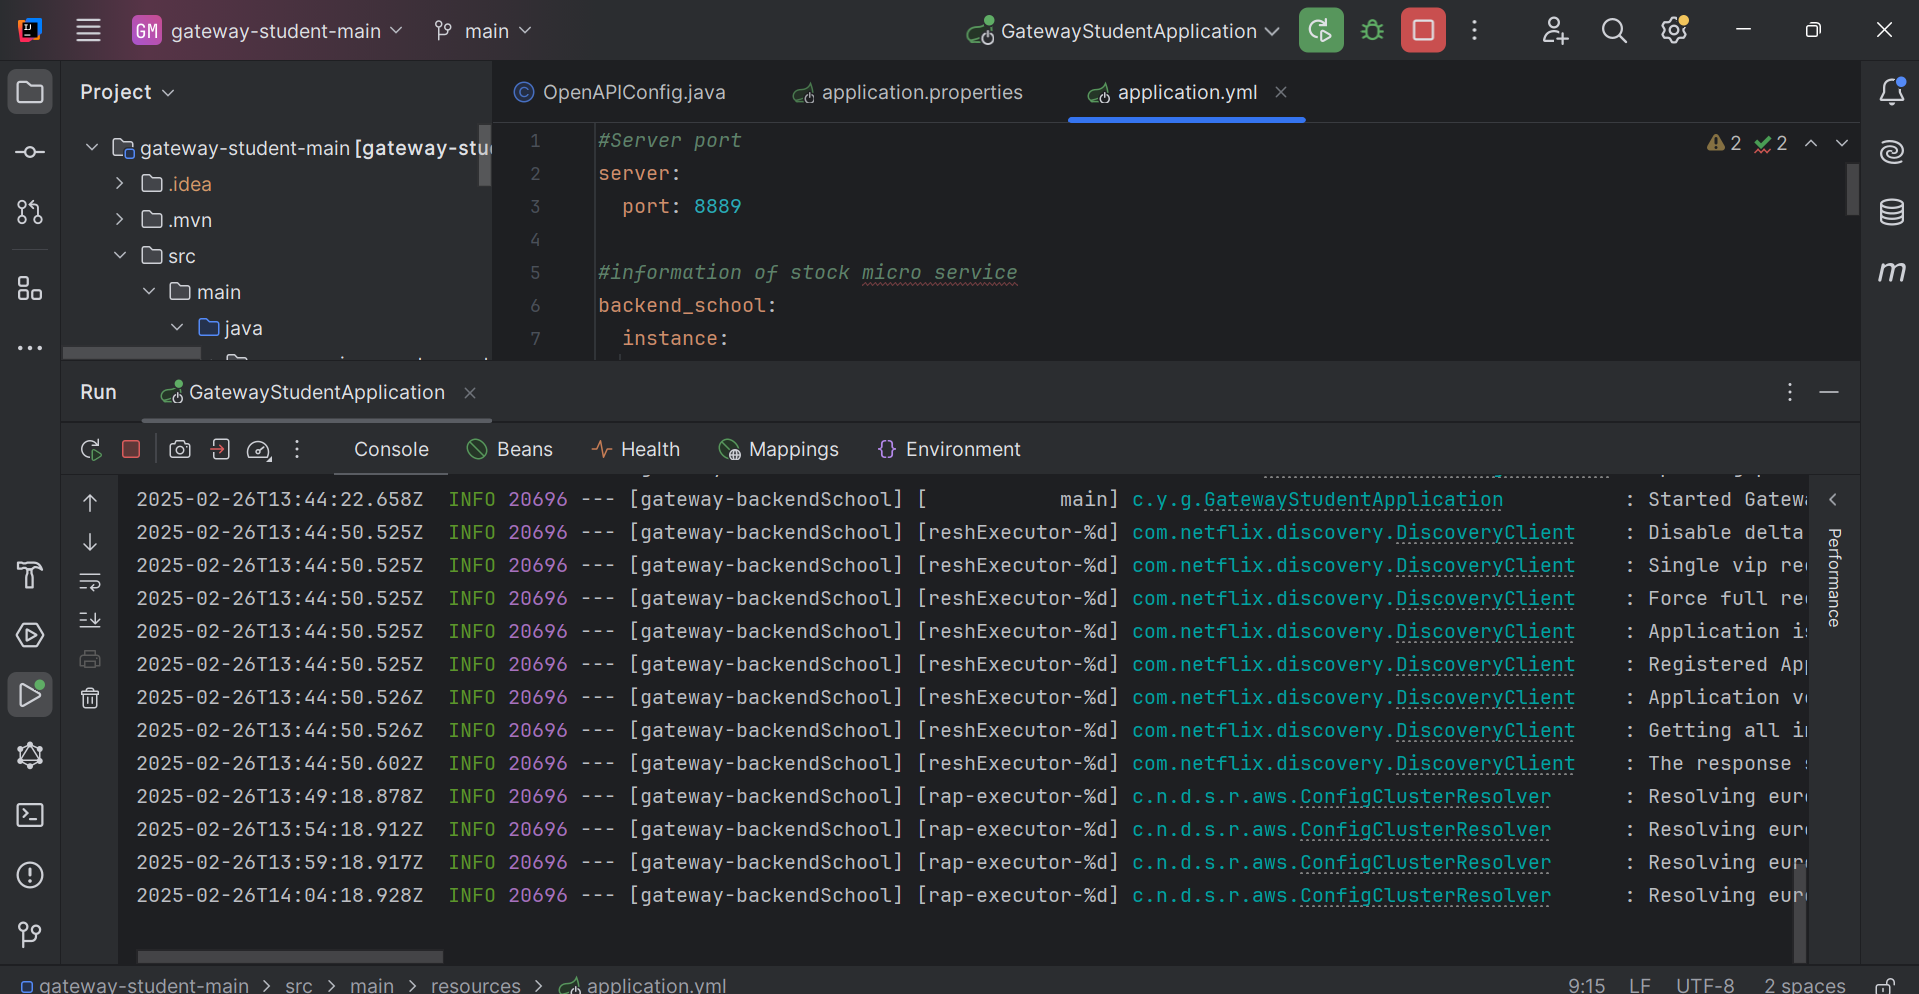 GM gateway-student-main main GatewayStudentApplication
Project
OpenAPIConfig.java application.properties application.yml
gateway-student-main [gateway-stu
.idea
.mvn
src
main
java
1 #Server port
2 server:
3 port: 8889
4
5 #information of stock micro service
6 backend_school:
7 instance:
2 2
Run GatewayStudentApplication
Console Beans Health Mappings Environment
2025-02-26T13:44:22.658Z INFO 20696 --- [gateway-backendSchool] [ main] c.y.g.GatewayStudentApplication : Started Gatewa
2025-02-26T13:44:50.525Z INFO 20696 --- [gateway-backendSchool] [reshExecutor-%d] com.netflix.discovery.DiscoveryClient : Disable delta
2025-02-26T13:44:50.525Z INFO 20696 --- [gateway-backendSchool] [reshExecutor-%d] com.netflix.discovery.DiscoveryClient : Single vip re
2025-02-26T13:44:50.525Z INFO 20696 --- [gateway-backendSchool] [reshExecutor-%d] com.netflix.discovery.DiscoveryClient : Force full re
2025-02-26T13:44:50.525Z INFO 20696 --- [gateway-backendSchool] [reshExecutor-%d] com.netflix.discovery.DiscoveryClient : Application is
2025-02-26T13:44:50.525Z INFO 20696 --- [gateway-backendSchool] [reshExecutor-%d] com.netflix.discovery.DiscoveryClient : Registered Ap
2025-02-26T13:44:50.526Z INFO 20696 --- [gateway-backendSchool] [reshExecutor-%d] com.netflix.discovery.DiscoveryClient : Application v
2025-02-26T13:44:50.526Z INFO 20696 --- [gateway-backendSchool] [reshExecutor-%d] com.netflix.discovery.DiscoveryClient : Getting all i
2025-02-26T13:44:50.602Z INFO 20696 --- [gateway-backendSchool] [reshExecutor-%d] com.netflix.discovery.DiscoveryClient : The response
2025-02-26T13:49:18.878Z INFO 20696 --- [gateway-backendSchool] [rap-executor-%d] c.n.d.s.r.aws.ConfigClusterResolver : Resolving eur
2025-02-26T13:54:18.912Z INFO 20696 --- [gateway-backendSchool] [rap-executor-%d] c.n.d.s.r.aws.ConfigClusterResolver : Resolving eur
2025-02-26T13:59:18.917Z INFO 20696 --- [gateway-backendSchool] [rap-executor-%d] c.n.d.s.r.aws.ConfigClusterResolver : Resolving eur
2025-02-26T14:04:18.928Z INFO 20696 --- [gateway-backendSchool] [rap-executor-%d] c.n.d.s.r.aws.ConfigClusterResolver : Resolving eur
Performance
gateway-student-main > src > main > resources > application.yml 9:15 LF UTF-8 2 spaces